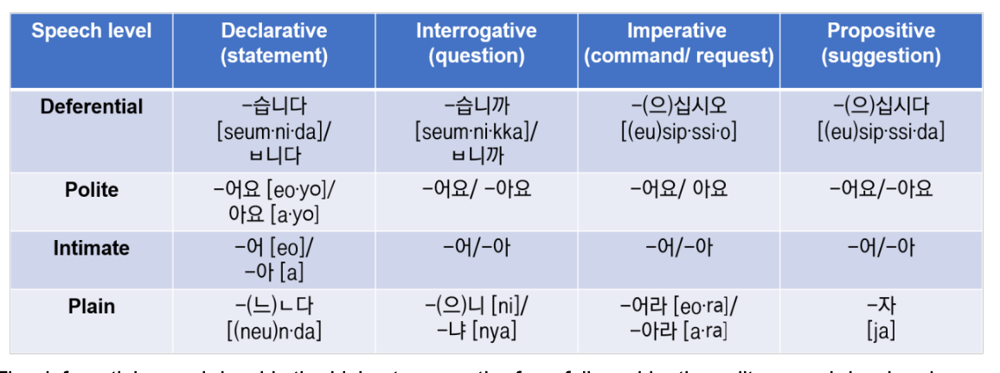 Speech level Declarative (statement) Interrogative (question) Imperative (command/ request) Propositive (suggestion)
Deferential –습니다 [seum·ni·da]/ ㅂ니다 –습니까 [seum·ni·kka]/ ㅂ니까 –(으)십시오 [(eu)sip·ssi·o] –(으)십시다 [(eu)sip·ssi·da]
Polite –어요 [eo·yo]/ 아요 [a·yo] –어요/ –아요 –어요/ 아요 –어요/–아요
Intimate –어 [eo]/ –아 [a] –어/–아 –어/–아 –어/–아
Plain –(느)ㄴ다 [(neu)n·da] –(으)니 [ni]/ –냐 [nya] –어라 [eo·ra]/ –아라 [a·ra] –자 [ja]